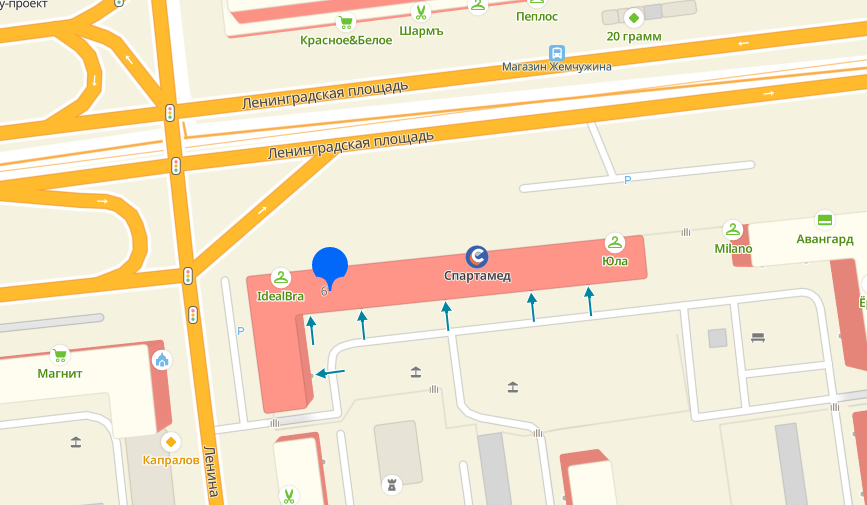 у-проект
Пеплос
Шармъ
Красное&Белое
20 грамм
Магазин Жемчужина
Ленинградская площадь
Ленинградская площадь
P
Milano
Авангард
Юла
Спартамед
IdealBra
6
P
Магнит
Капралов
Ленина